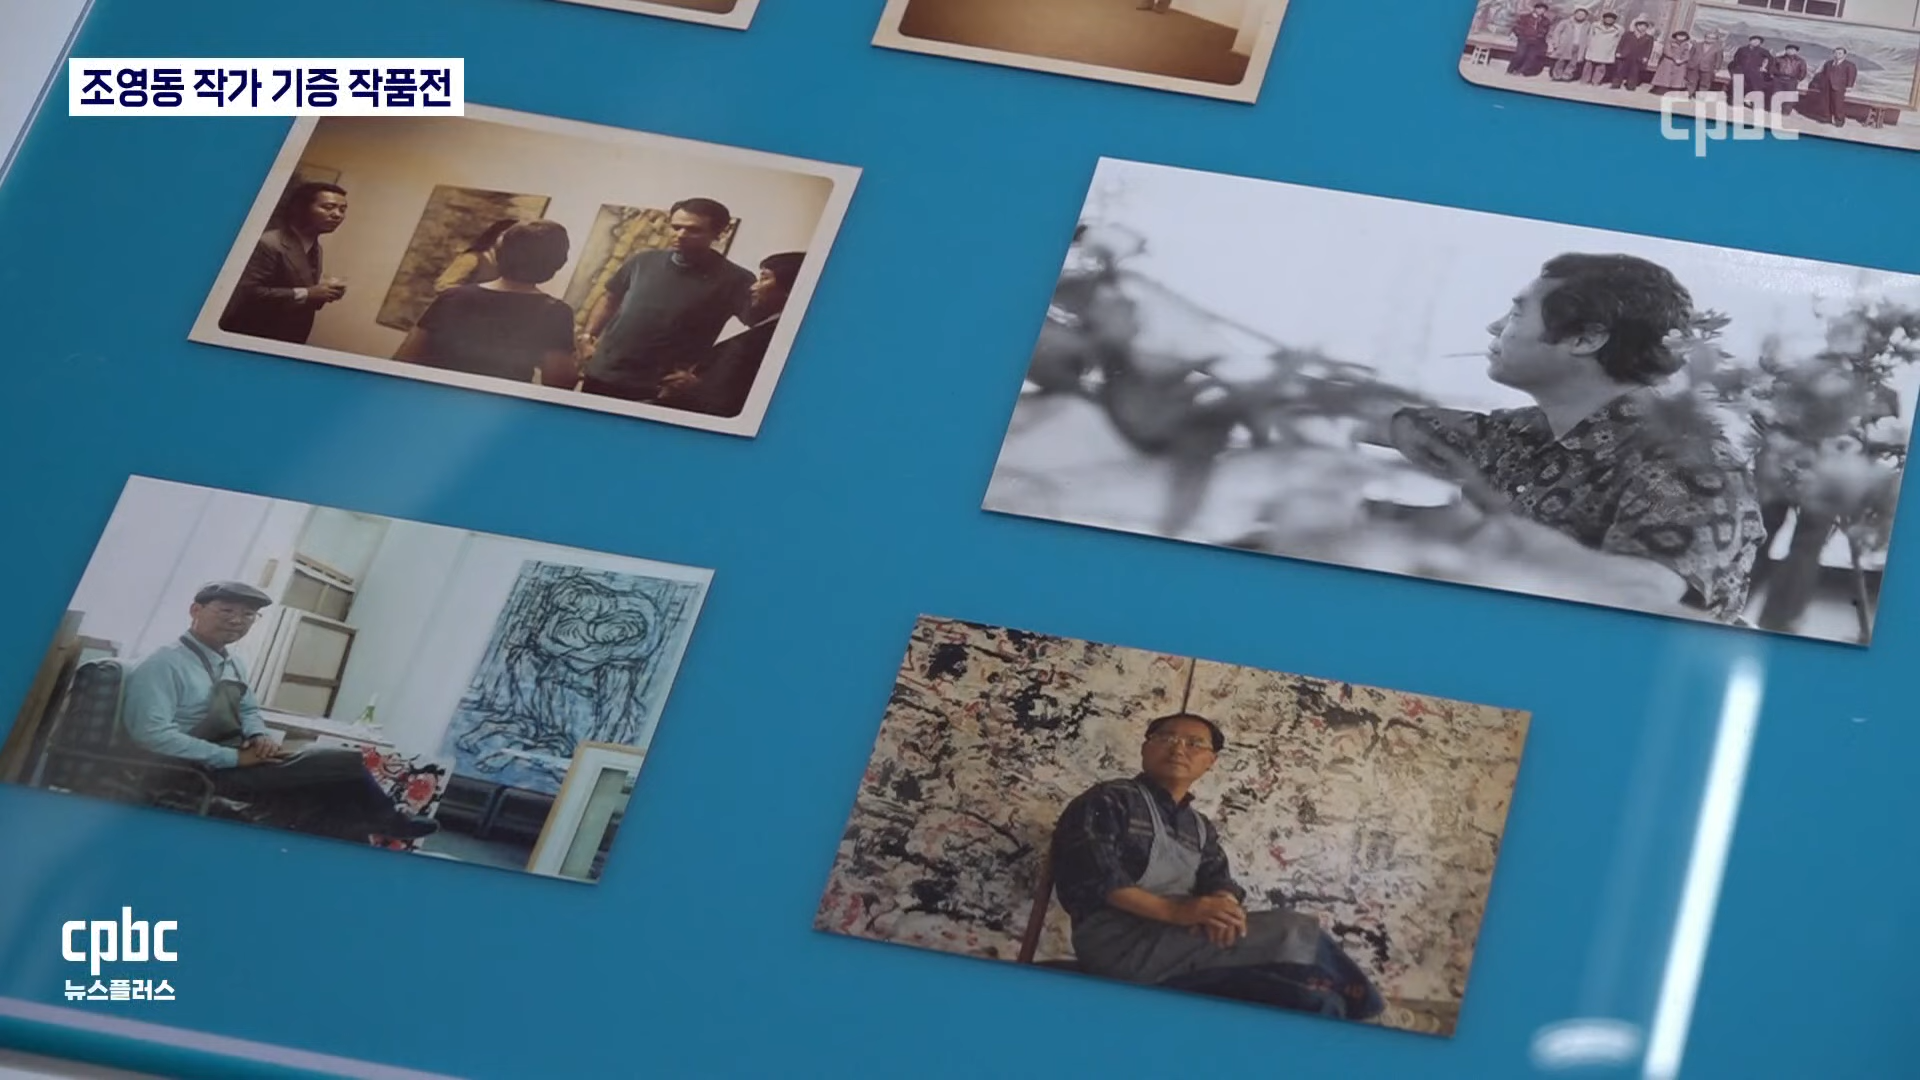 조영동 작가 기증 작품전
cpbc
cpbc
뉴스플러스